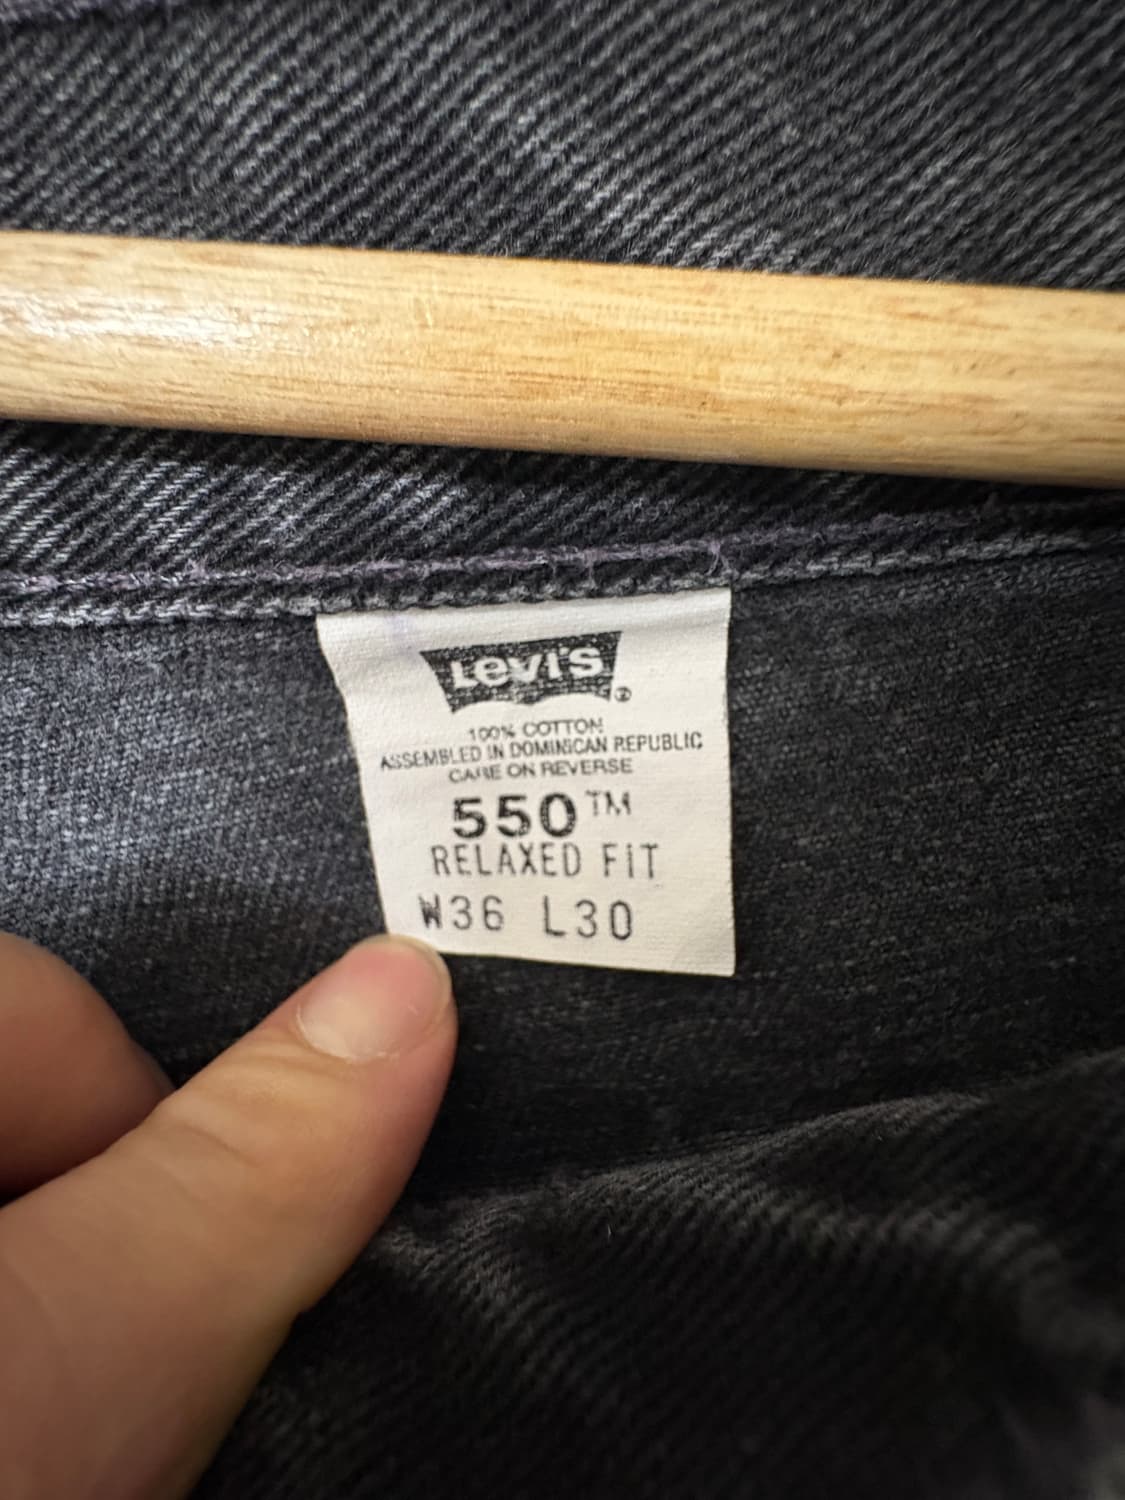 Levi's ®
100% COTTON
ASSEMBLED IN DOMINICAN REPUBLIC
CARE ON REVERSE
550™
RELAXED FIT
W36 L30